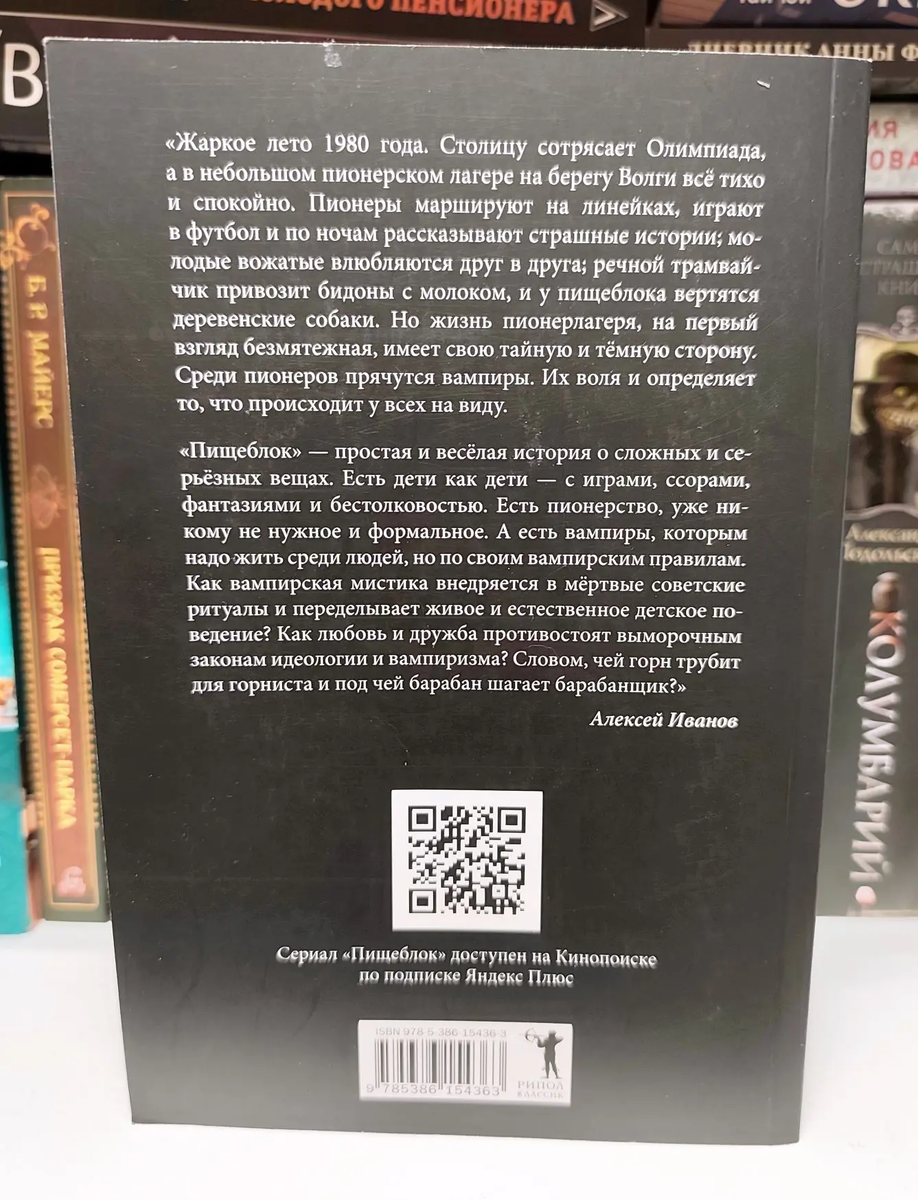 ОЛОДОГО ПЕНСИОНЕРА
ДНЕВНИК АННЫ Ф
«Жаркое лето 1980 года. Столицу сотрясает Олимпиада,
а в небольшом пионерском лагере на берегу Волги всё тихо
и спокойно. Пионеры маршируют на линейках, играют
в футбол и по ночам рассказывают страшные истории; мо-
лодые вожатые влюбляются друг в друга; речной трамвай-
чик привозит бидоны с молоком, и у пищеблока вертятся
деревенские собаки. Но жизнь пионерлагеря, на первый
взгляд безмятежная, имеет свою тайную и тёмную сторону.
Среди пионеров прячутся вампиры. Их воля и определяет
то, что происходит у всех на виду.
«Пищеблок» — простая и весёлая история о сложных и се-
рьёзных вещах. Есть дети как дети — с играми, ссорами,
фантазиями и бестолковостью. Есть пионерство, уже ни-
кому не нужное и формальное. А есть вампиры, которым
надо жить среди людей, но по своим вампирским правилам.
Как вампирская мистика внедряется в мёртвые советские
ритуалы и переделывает живое и естественное детское по-
ведение? Как любовь и дружба противостоят выморочным
законам идеологии и вампиризма? Словом, чей горн трубит
для горниста и под чей барабан шагает барабанщик?»
Алексей Иванов
Сериал «Пищеблок» доступен на Кинопоиске
по подписке Яндекс Плюс
ISBN 978-5-386-15436-3
9 785386 154363
РИПОЛ
КЛАССИК
Б. Р. МАЙЕРС
ПРИЗРАК СОМЕРСЕТ-ПАРКА
КОЛУМБАРИЙ